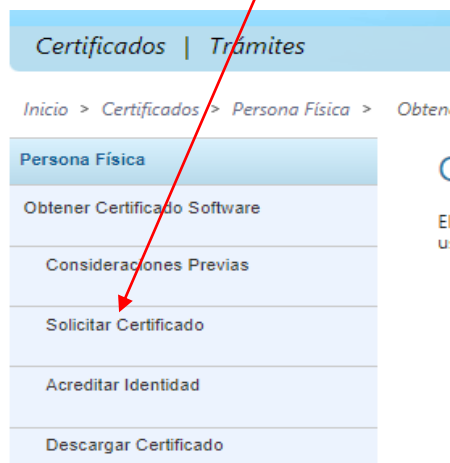 Certificados | Trámites
Inicio > Certificados > Persona Física >
Persona Física
Obtener Certificado Software
Consideraciones Previas
Solicitar Certificado
Acreditar Identidad
Descargar Certificado